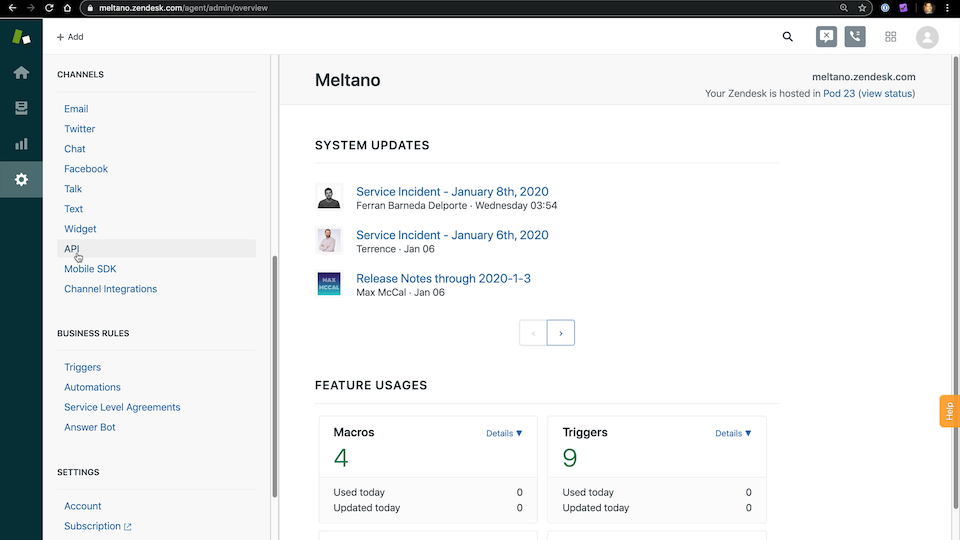 meltano.zendesk.com/agent/admin/overview
+ Add
CHANNELS
Email
Twitter
Chat
Facebook
Talk
Text
Widget
API
Mobile SDK
Channel Integrations
BUSINESS RULES
Triggers
Automations
Service Level Agreements
Answer Bot
SETTINGS
Account
Subscription
Meltano
meltano.zendesk.com
Your Zendesk is hosted in Pod 23 (view status)
SYSTEM UPDATES
Service Incident - January 8th, 2020
Ferran Barneda Delporte · Wednesday 03:54
Service Incident - January 6th, 2020
Terrence · Jan 06
MAX
MCCAL
Release Notes through 2020-1-3
Max McCal · Jan 06
FEATURE USAGES
Macros
Details ▼
4
Used today 0
Updated today 0
Triggers
Details ▼
9
Used today 0
Updated today 0
Help